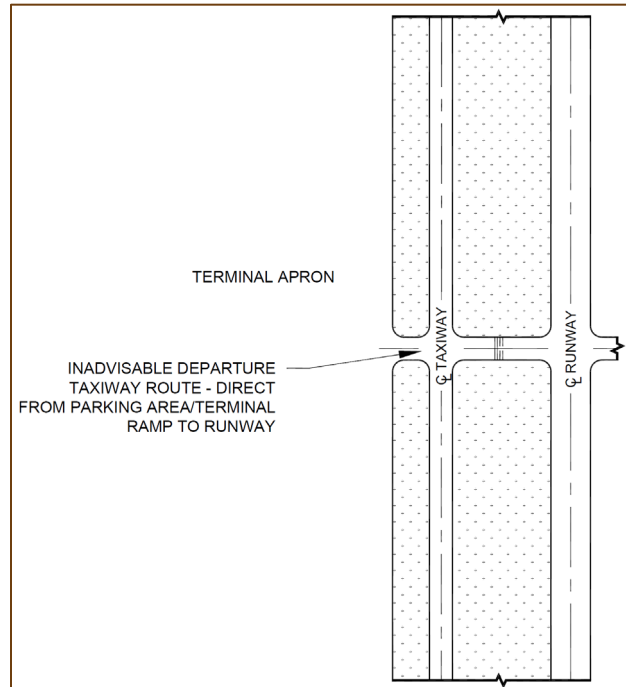 TERMINAL APRON
INADVISABLE DEPARTURE
TAXIWAY ROUTE - DIRECT
FROM PARKING AREA/TERMINAL
RAMP TO RUNWAY
℄ TAXIWAY
℄ RUNWAY